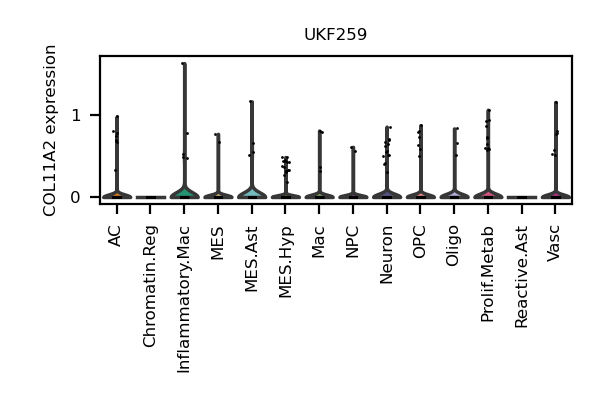 UKF259
COL11A2 expression
1
0
AC
Chromatin.Reg
Inflammatory.Mac
MES
MES.Ast
MES.Hyp
Mac
NPC
Neuron
OPC
Oligo
Prolif.Metab
Reactive.Ast
Vasc